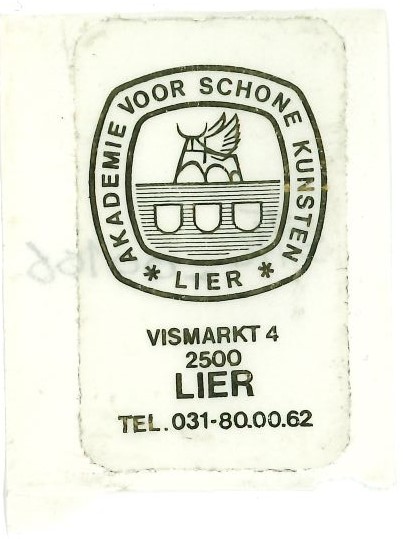 AKADEMIE VOOR SCHONE KUNSTEN
* LIER *
VISMARKT 4
2500
LIER
TEL. 031-80.00.62